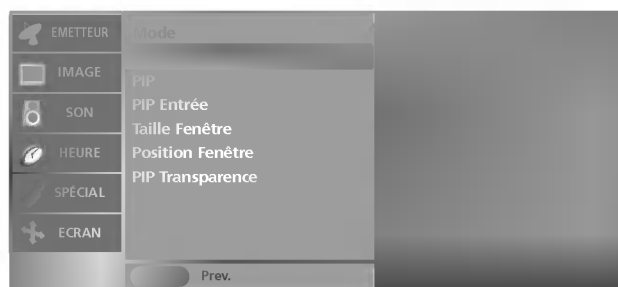 EMETTEUR
IMAGE
SON
HEURE
SPÉCIAL
ECRAN
Mode
PIP
PIP Entrée
Taille Fenêtre
Position Fenêtre
PIP Transparence
Prev.